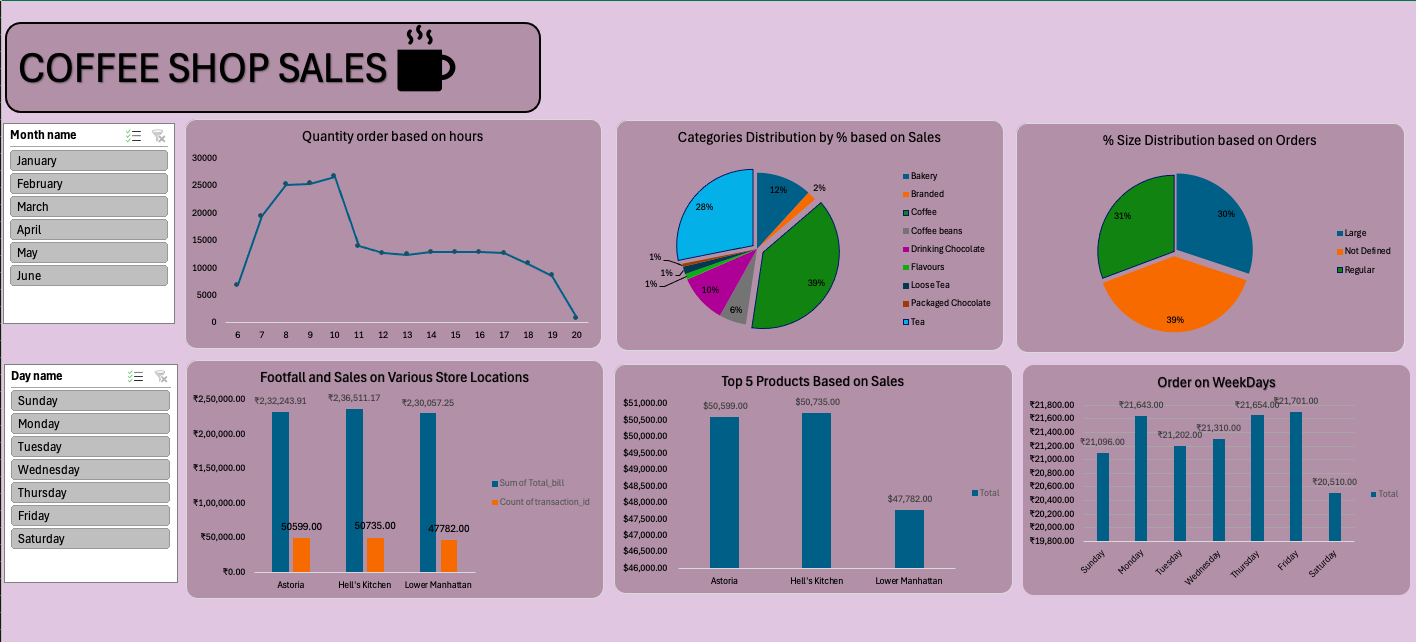 COFFEE SHOP SALES
Month name
January
February
March
April
May
June
Quantity order based on hours
30000
25000
20000
15000
10000
5000
0
6 7 8 9 10 11 12 13 14 15 16 17 18 19 20
Categories Distribution by % based on Sales
12%
2%
28%
1%
1%
1%
10%
6%
39%
Bakery
Branded
Coffee
Coffee beans
Drinking Chocolate
Flavours
Loose Tea
Packaged Chocolate
Tea
% Size Distribution based on Orders
31%
30%
39%
Large
Not Defined
Regular
Day name
Sunday
Monday
Tuesday
Wednesday
Thursday
Friday
Saturday
Footfall and Sales on Various Store Locations
₹2,50,000.00
₹2,00,000.00
₹1,50,000.00
₹1,00,000.00
₹50,000.00
₹0.00
₹2,32,243.91
₹2,36,511.17
₹2,30,057.25
50599.00
50735.00
47782.00
Astoria
Hell's Kitchen
Lower Manhattan
Sum of Total_bill
Count of transaction_id
Top 5 Products Based on Sales
$51,000.00
$50,500.00
$50,000.00
$49,500.00
$49,000.00
$48,500.00
$48,000.00
$47,500.00
$47,000.00
$46,500.00
$46,000.00
$50,599.00
$50,735.00
$47,782.00
Astoria
Hell's Kitchen
Lower Manhattan
Total
Order on WeekDays
₹21,800.00
₹21,600.00
₹21,400.00
₹21,200.00
₹21,000.00
₹20,800.00
₹20,600.00
₹20,400.00
₹20,200.00
₹20,000.00
₹19,800.00
₹21,096.00
₹21,643.00
₹21,202.00
₹21,310.00
₹21,654.00
₹21,701.00
₹20,510.00
Sunday
Monday
Tuesday
Wednesday
Thursday
Friday
Saturday
Total